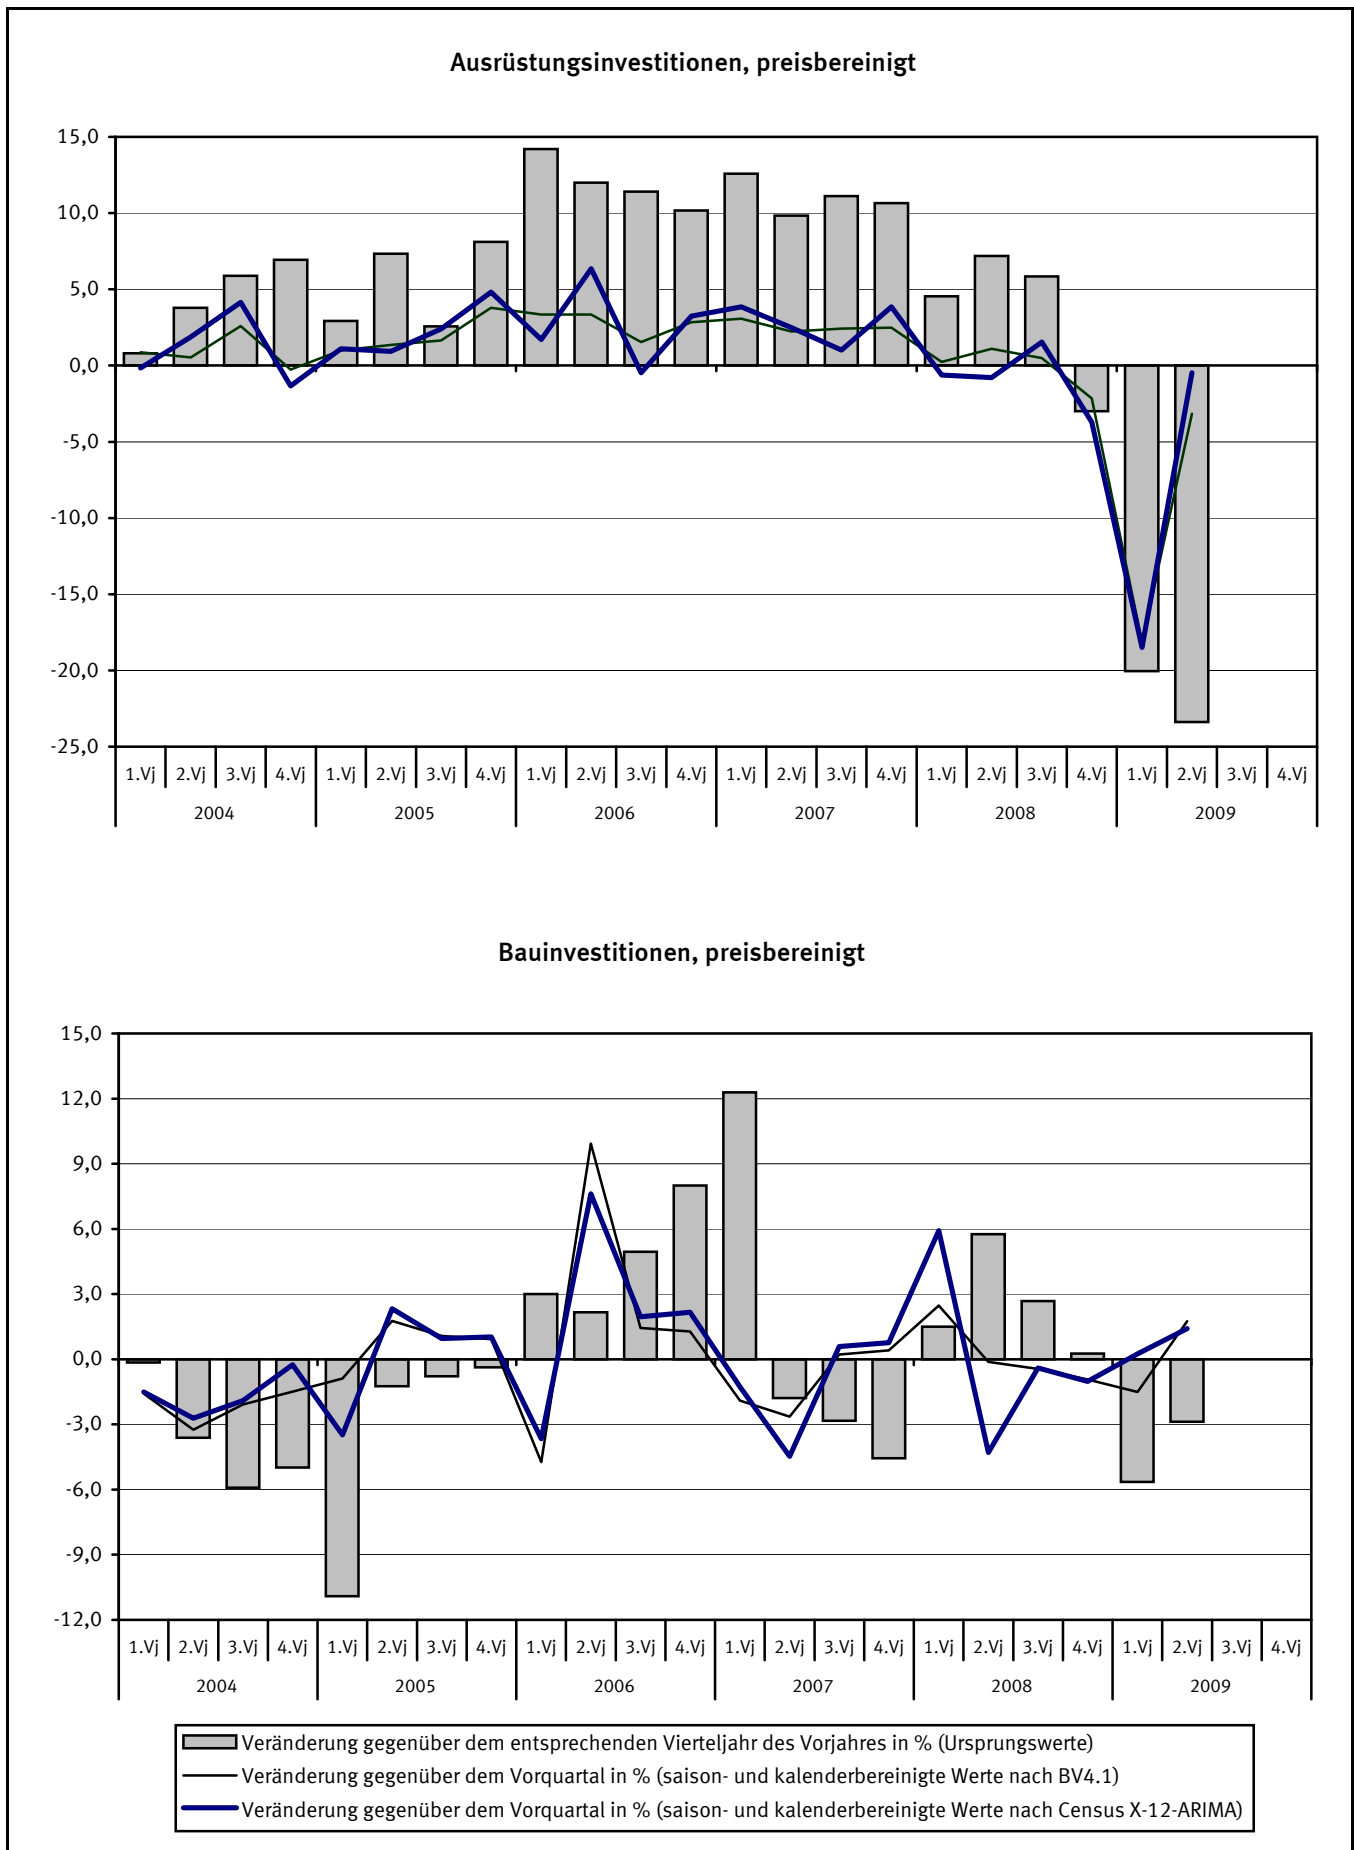 Ausrüstungsinvestitionen, preisbereinigt
15,0
10,0
5,0
0,0
-5,0
-10,0
-15,0
-20,0
-25,0
1.Vj 2.Vj 3.Vj 4.Vj 1.Vj 2.Vj 3.Vj 4.Vj 1.Vj 2.Vj 3.Vj 4.Vj 1.Vj 2.Vj 3.Vj 4.Vj 1.Vj 2.Vj 3.Vj 4.Vj 1.Vj 2.Vj 3.Vj 4.Vj
2004 2005 2006 2007 2008 2009
Bauinvestitionen, preisbereinigt
15,0
12,0
9,0
6,0
3,0
0,0
-3,0
-6,0
-9,0
-12,0
1.Vj 2.Vj 3.Vj 4.Vj 1.Vj 2.Vj 3.Vj 4.Vj 1.Vj 2.Vj 3.Vj 4.Vj 1.Vj 2.Vj 3.Vj 4.Vj 1.Vj 2.Vj 3.Vj 4.Vj 1.Vj 2.Vj 3.Vj 4.Vj
2004 2005 2006 2007 2008 2009
Veränderung gegenüber dem entsprechenden Vierteljahr des Vorjahres in % (Ursprungswerte)
Veränderung gegenüber dem Vorquartal in % (saison- und kalenderbereinigte Werte nach BV4.1)
Veränderung gegenüber dem Vorquartal in % (saison- und kalenderbereinigte Werte nach Census X-12-ARIMA)